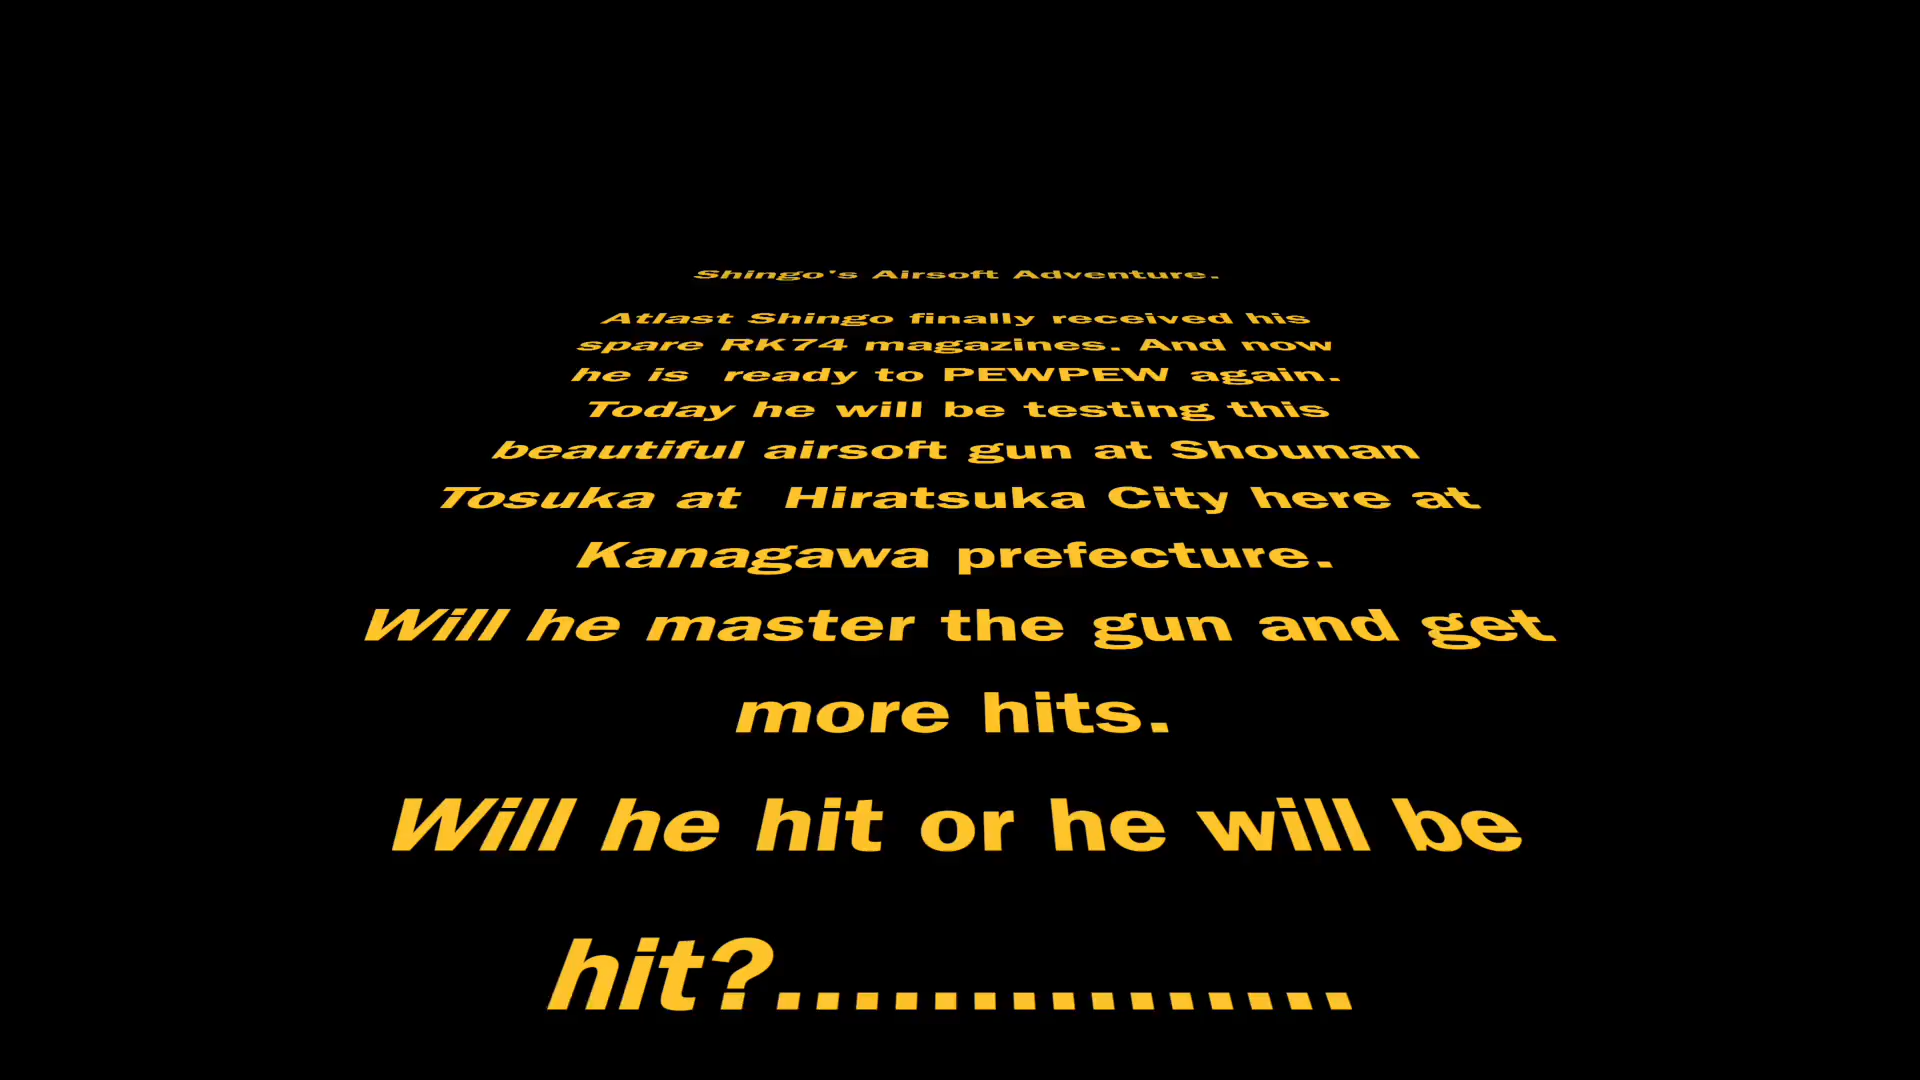 Shingo's Airsoft Adventure.
Atlast Shingo finally received his
spare RK74 magazines. And now
he is  ready to PEWPEW again.
Today he will be testing this
beautiful airsoft gun at Shounan
Tosuka at  Hiratsuka City here at
Kanagawa prefecture.
Will he master the gun and get
more hits.
Will he hit or he will be
hit?...............